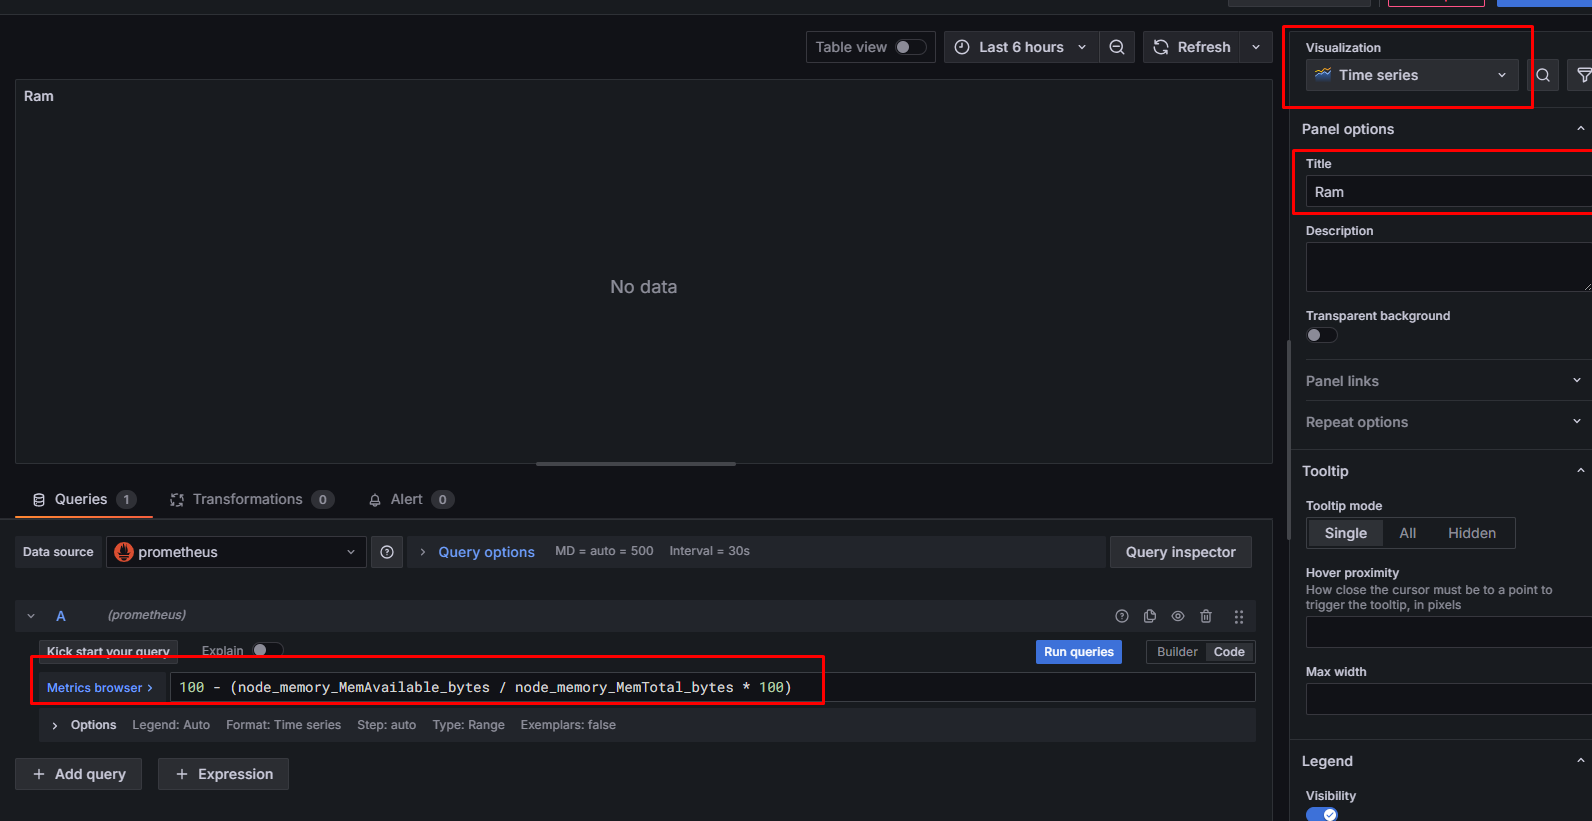 Table view
Last 6 hours
Refresh
Visualization
Time series
Ram
Panel options
Title
Ram
Description
No data
Transparent background
Panel links
Repeat options
Tooltip
Tooltip mode
Single All Hidden
Hover proximity
How close the cursor must be to a point to
trigger the tooltip, in pixels
Max width
Legend
Visibility
Queries 1
Transformations 0
Alert 0
Data source
prometheus
Query options MD = auto = 500 Interval = 30s
Query inspector
A (prometheus)
Kick start your query
Explain
Run queries
Builder Code
Metrics browser >
100 - (node_memory_MemAvailable_bytes / node_memory_MemTotal_bytes * 100)
Options Legend: Auto Format: Time series Step: auto Type: Range Exemplars: false
+ Add query
+ Expression